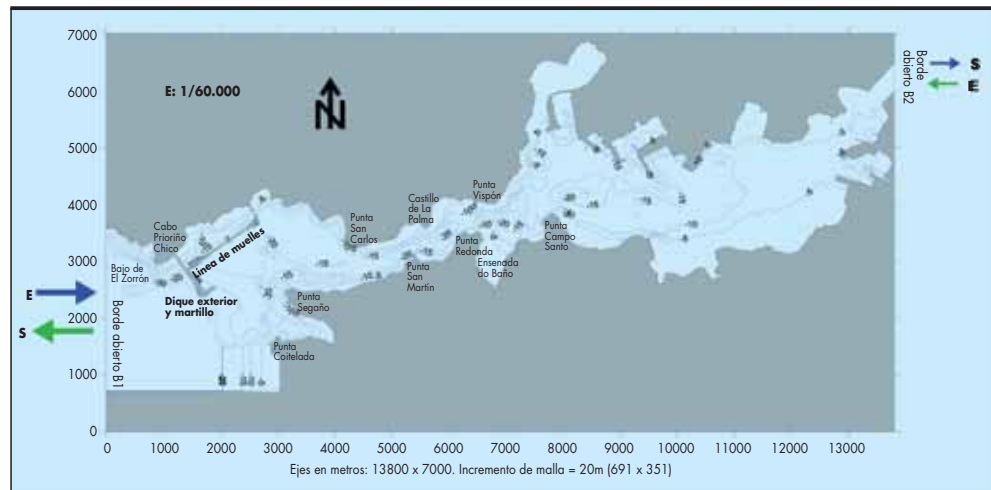 7000
6000
5000
4000
3000
2000
1000
0
E: 1/60.000
N
Borde
abierto B2
S
E
Punta
Vispón
Castillo
de La
Palma
Punta
San
Carlos
Cabo
Prioriño
Chico
Línea de muelles
Bajo de
El Zorrón
Punta
Redonda
Ensenada
do Baño
Punta
Campo
Santo
Punta
San
Martín
Dique exterior
y martillo
Punta
Segaño
Punta
Coitelada
E
S
Borde abierto B1
0 1000 2000 3000 4000 5000 6000 7000 8000 9000 10000 11000 12000 13000
Ejes en metros: 13800 x 7000. Incremento de malla = 20m (691 x 351)